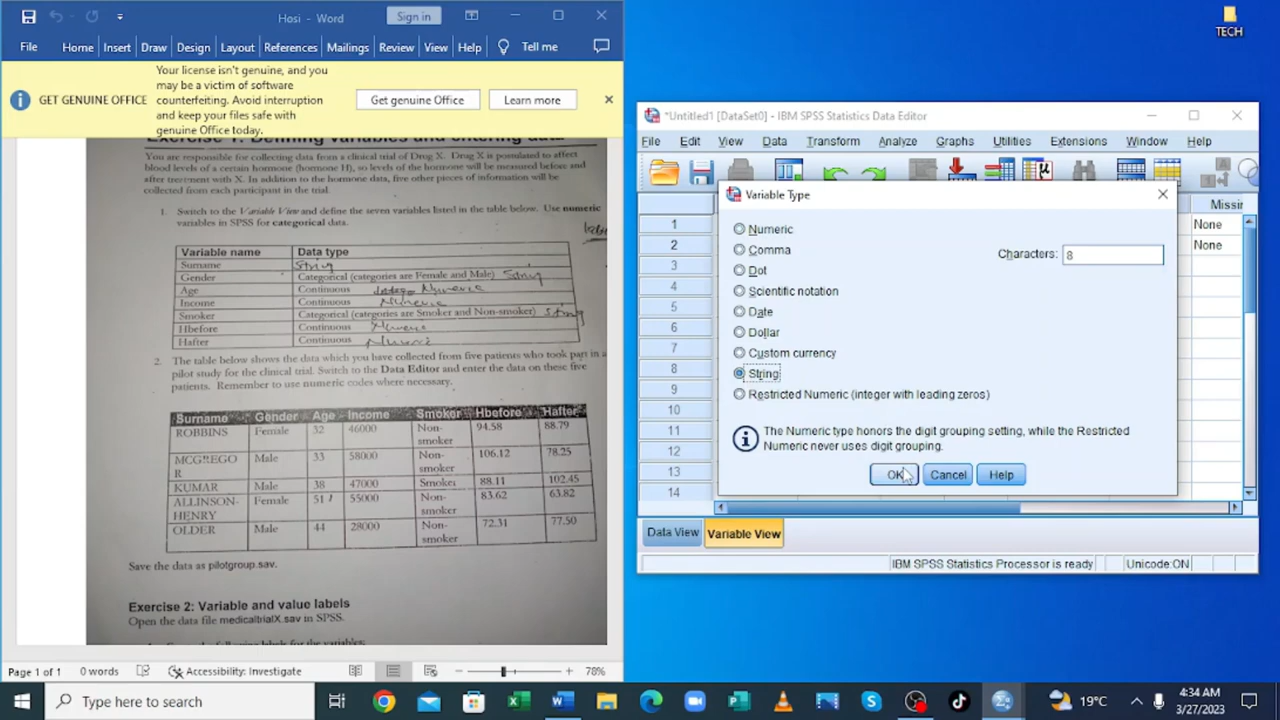 Hosi - Word
Sign in
File Home Insert Draw Design Layout References Mailings Review View Help Tell me
GET GENUINE OFFICE
Your license isn't genuine, and you
may be a victim of software
counterfeiting. Avoid interruption
and keep your files safe with
genuine Office today.
Get genuine Office
Learn more
Exercise 1: Defining variables and entering data
You are responsible for collecting data from a clinical trial of Drug X. Drug X is postulated to affect
blood levels of a certain hormone (hormone H), so levels of the hormone will be measured before and
after treatment with X. In addition to the hormone data, five other pieces of information will be
collected from each participant in the trial.
1. Switch to the Variable View and define the seven variables listed in the table below. Use numeric
variables in SPSS for categorical data.
Variable name Data type
Surname String
Gender Categorical (categories are Female and Male) String
Age Continuous Numeric
Income Continuous Numeric
Smoker Categorical (categories are Smoker and Non-smoker) String
Hbefore Continuous Numeric
Hafter Continuous Numeric
2. The table below shows the data which you have collected from five patients who took part in a
pilot study for the clinical trial. Switch to the Data Editor and enter the data on these five
patients. Remember to use numeric codes where necessary.
Surname Gender Age Income Smoker Hbefore Hafter
ROBBINS Female 32 46000 Non- 94.58 88.79
smoker
MCGREGO Male 33 58000 Non- 106.12 78.25
R smoker
KUMAR Male 38 47000 Smoker 88.11 102.45
ALLINSON- Female 51 55000 Non- 83.62 63.82
HENRY smoker
OLDER Male 44 28000 Non- 72.31 77.50
smoker
Save the data as pilotgroup.sav.
Exercise 2: Variable and value labels
Open the data file medicaltrialX.sav in SPSS.
Page 1 of 1 0 words Accessibility: Investigate 78%
TECH
*Untitled1 [DataSet0] - IBM SPSS Statistics Data Editor
File Edit View Data Transform Analyze Graphs Utilities Extensions Window Help
Variable Type
Numeric
Comma
Dot
Scientific notation
Date
Dollar
Custom currency
String
Restricted Numeric (integer with leading zeros)
Characters: 8
The Numeric type honors the digit grouping setting, while the Restricted
Numeric never uses digit grouping.
OK Cancel Help
1
2
3
4
5
6
7
8
9
10
11
12
13
14
Missin
None
None
Data View Variable View
IBM SPSS Statistics Processor is ready Unicode:ON
Type here to search
19°C
4:34 AM
3/27/2023